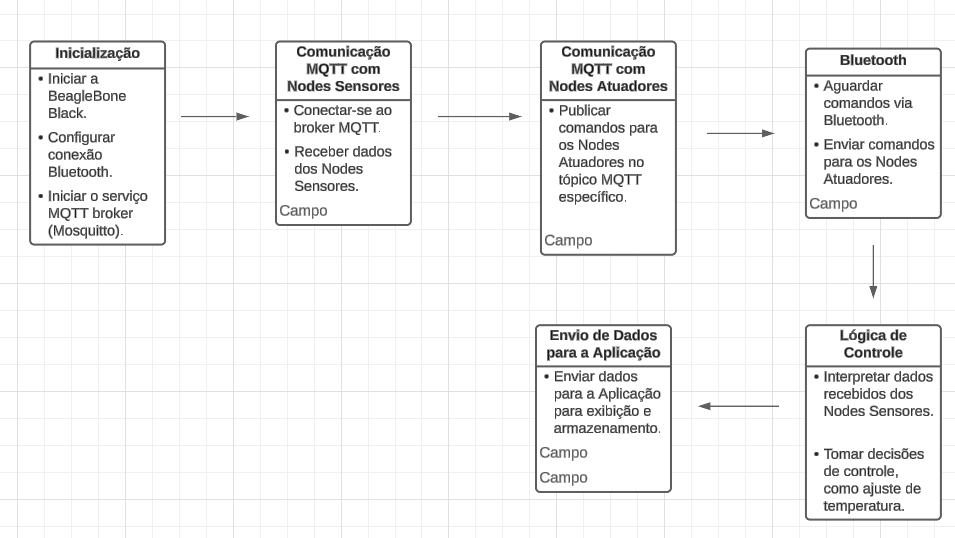 Inicialização
• Iniciar a
BeagleBone
Black.
• Configurar
conexão
Bluetooth.
• Iniciar o serviço
MQTT broker
(Mosquitto).
Comunicação
MQTT com
Nodes Sensores
• Conectar-se ao
broker MQTT.
• Receber dados
dos Nodes
Sensores.
Campo
Comunicação
MQTT com
Nodes Atuadores
• Publicar
comandos para
os Nodes
Atuadores no
tópico MQTT
específico.
Campo
Bluetooth
• Aguardar
comandos via
Bluetooth.
• Enviar comandos
para os Nodes
Atuadores.
Campo
Lógica de
Controle
• Interpretar dados
recebidos dos
Nodes Sensores.
• Tomar decisões
de controle,
como ajuste de
temperatura.
Envio de Dados
para a Aplicação
• Enviar dados
para a Aplicação
para exibição e
armazenamento.
Campo
Campo